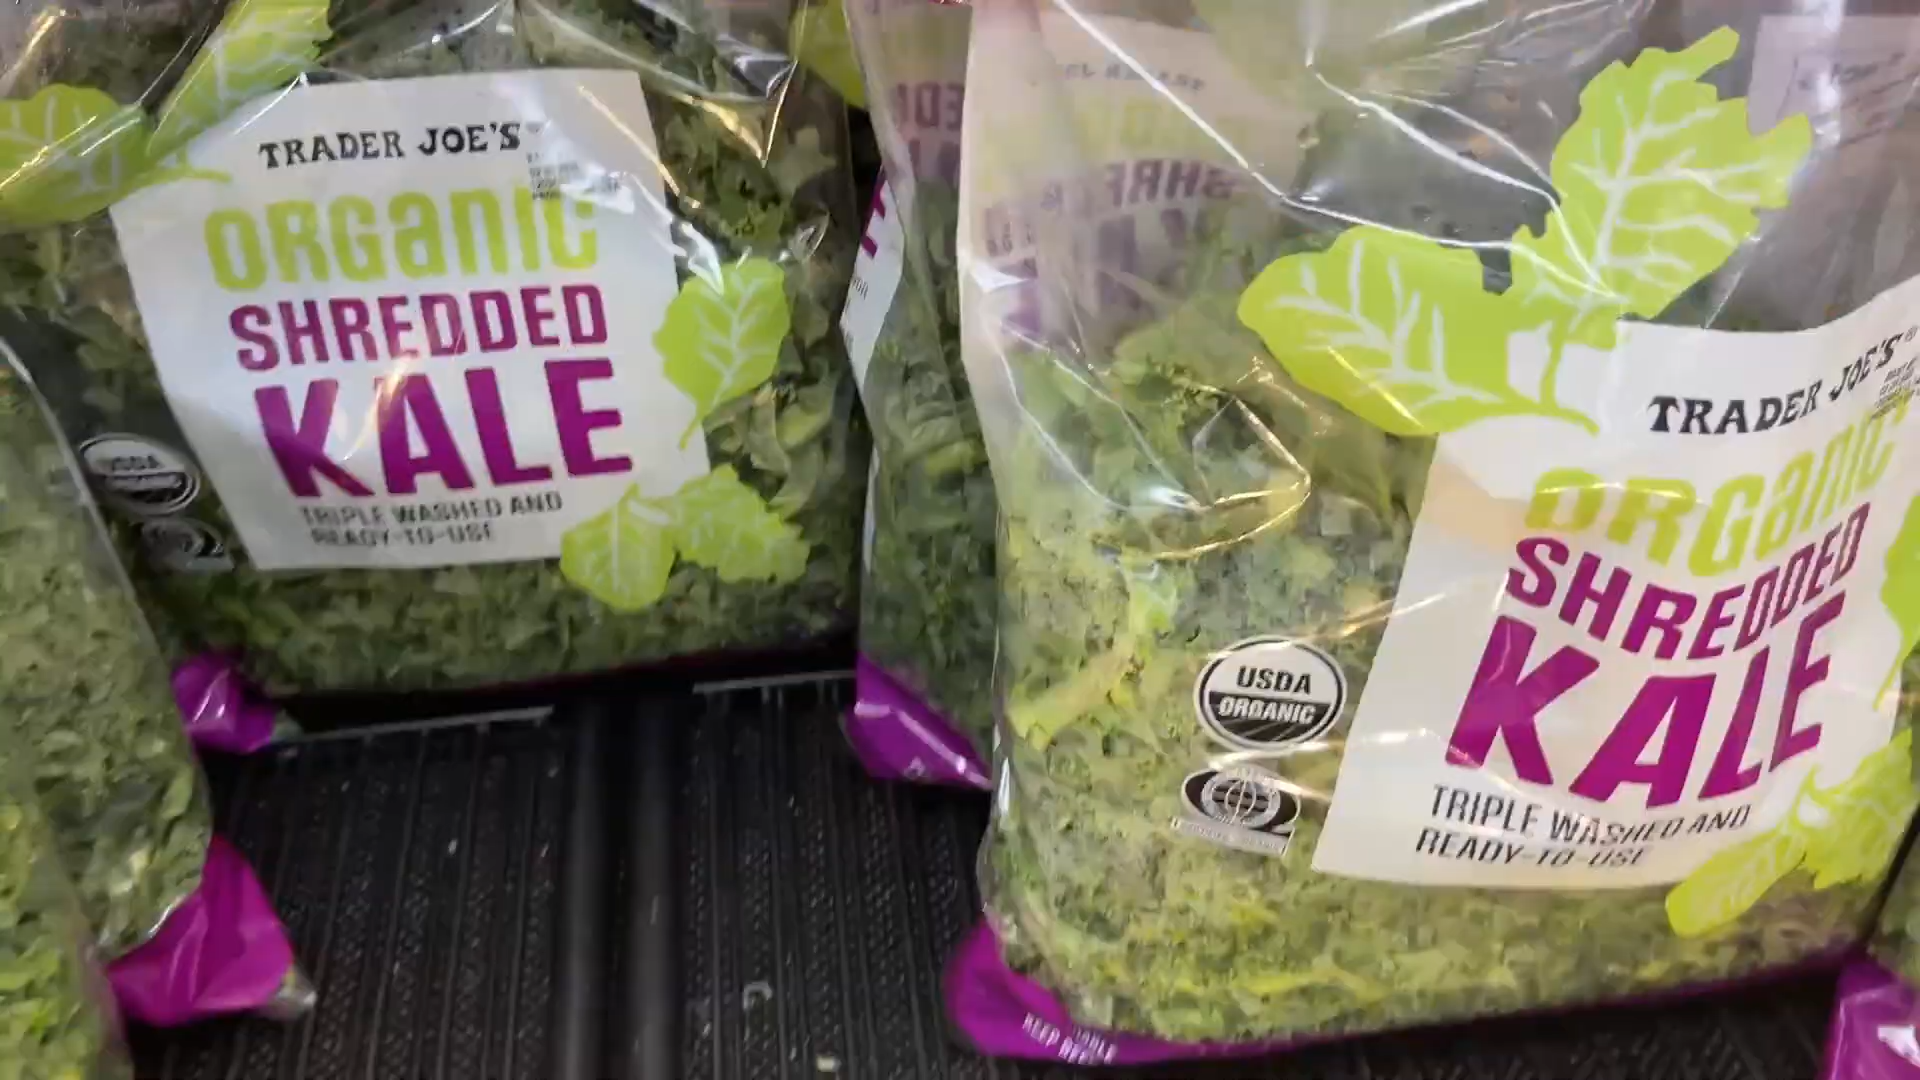 TRADER JOE'S
ORGANIC
SHREDDED
KALE
TRIPLE WASHED AND
READY-TO-USE
USDA
ORGANIC
TRADER JOE'S
ORGANIC
SHREDDED
KALE
TRIPLE WASHED AND
READY-TO-USE
USDA
ORGANIC
KEEP